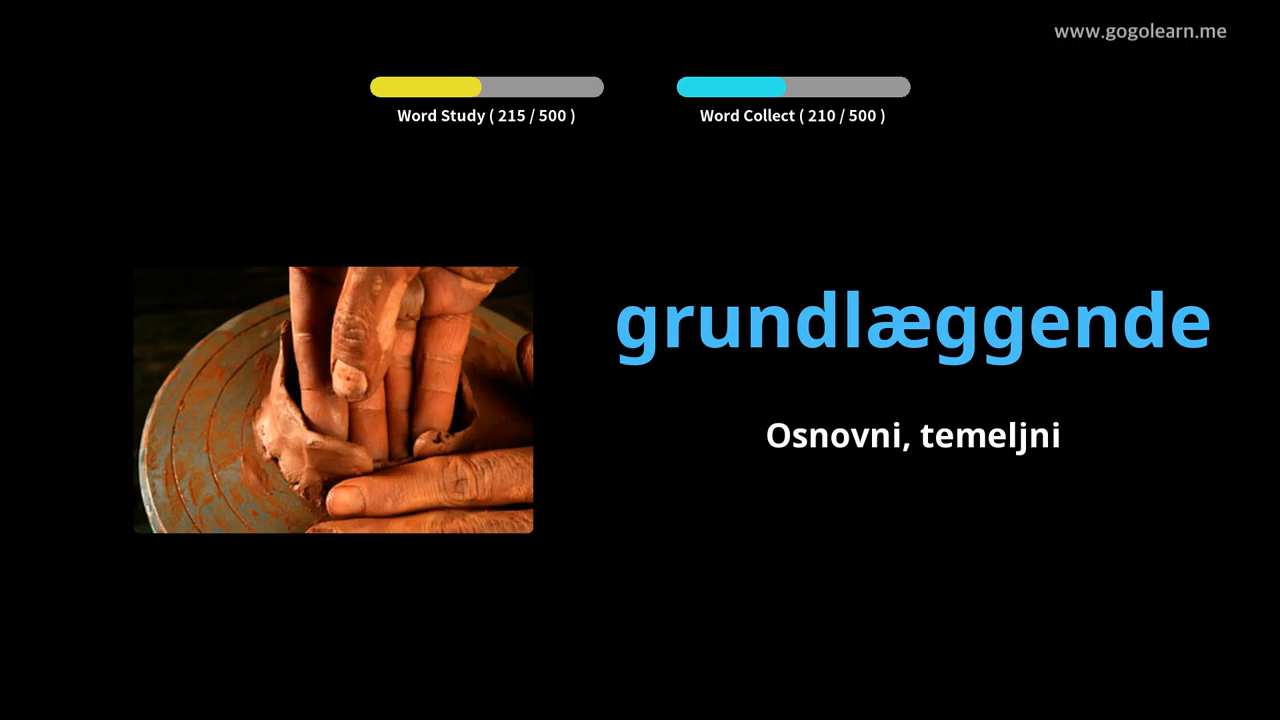 www.gogolearn.me
Word Study ( 215 / 500 )
Word Collect ( 210 / 500 )
grundlæggende
Osnovni, temeljni